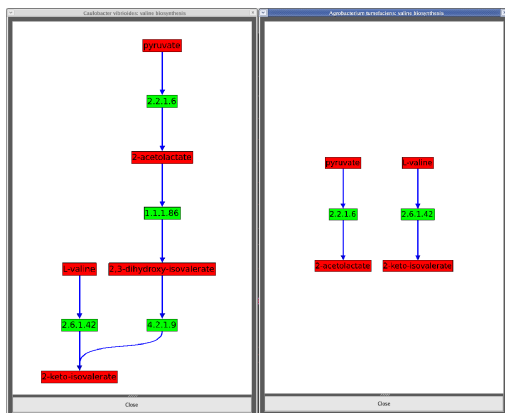 Caulobacter vibrioides: valine biosynthesis
pyruvate
2.2.1.6
2-acetolactate
1.1.1.86
L-valine
2,3-dihydroxy-isovalerate
2.6.1.42
4.2.1.9
2-keto-isovalerate
Close
Agrobacterium tumefaciens: valine biosynthesis
pyruvate
L-valine
2.2.1.6
2.6.1.42
2-acetolactate
2-keto-isovalerate
Close